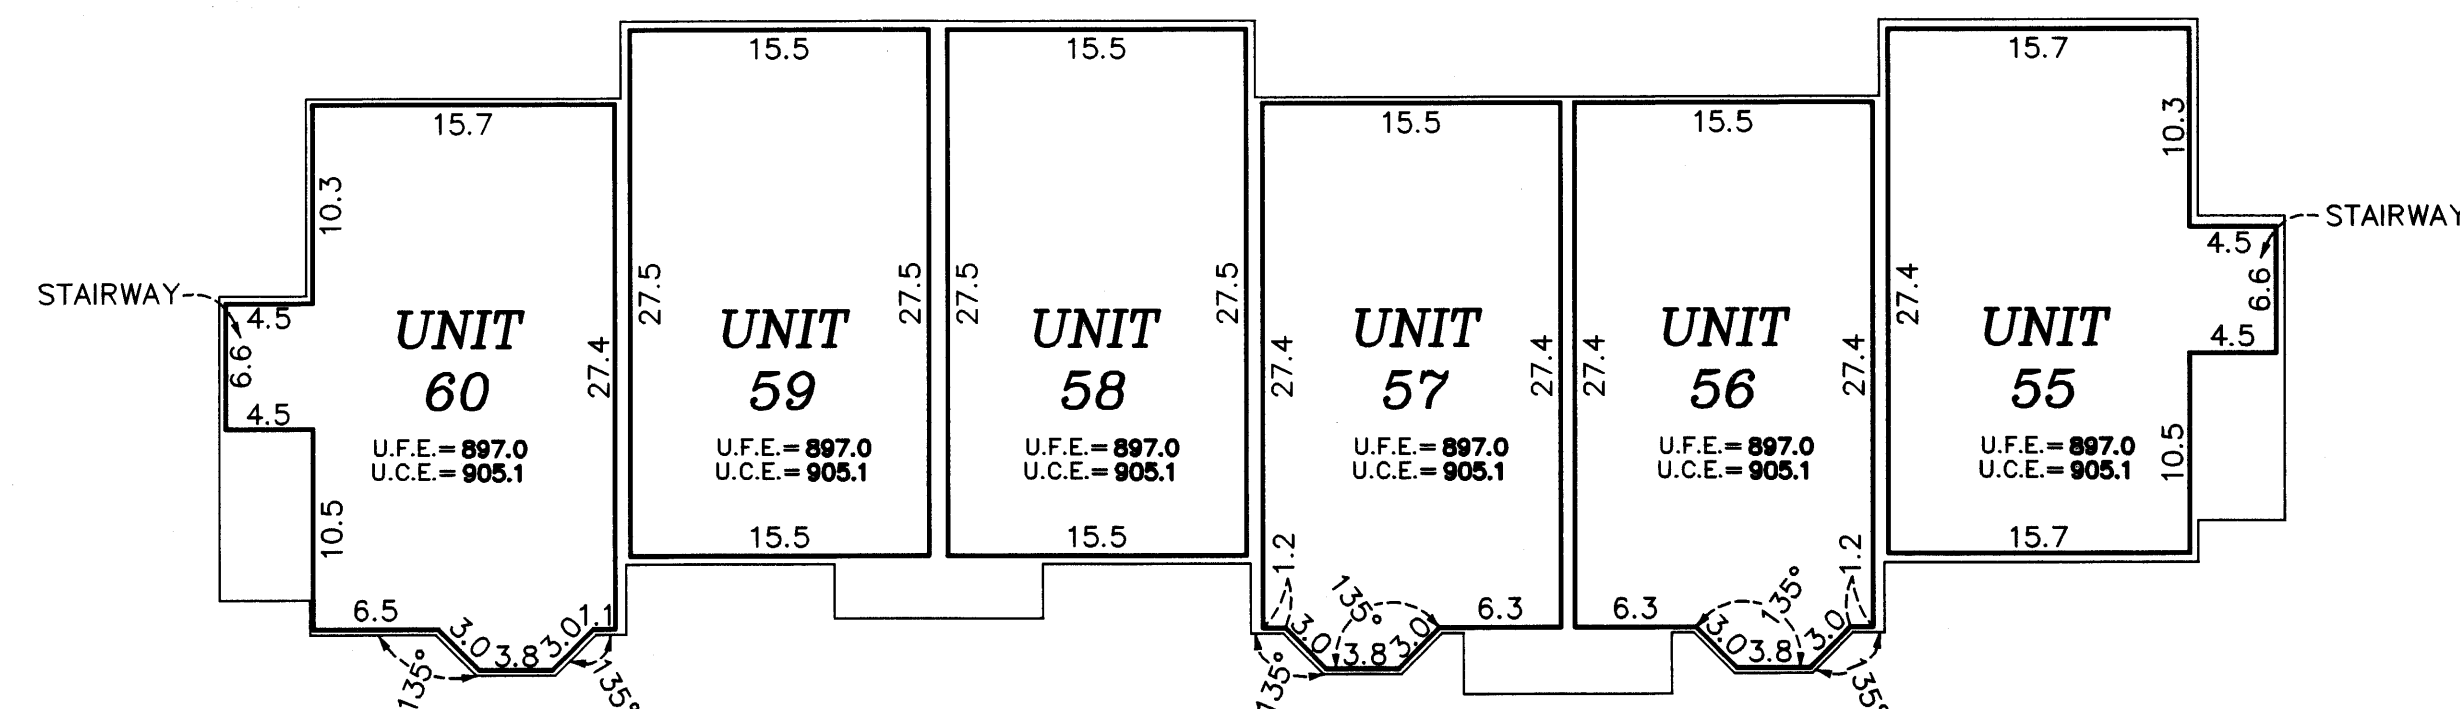 15.7
10.3
STAIRWAY
4.5
6.6
4.5
10.5
27.4
UNIT
60
U.F.E.= 897.0
U.C.E.= 905.1
6.5
3.0
3.8
3.0
1.1
135°
135°
15.5
27.5
27.5
UNIT
59
U.F.E.= 897.0
U.C.E.= 905.1
15.5
15.5
27.5
27.5
UNIT
58
U.F.E.= 897.0
U.C.E.= 905.1
15.5
15.5
27.4
27.4
UNIT
57
U.F.E.= 897.0
U.C.E.= 905.1
1.2
135°
6.3
3.0
3.8
3.0
135°
15.5
27.4
27.4
UNIT
56
U.F.E.= 897.0
U.C.E.= 905.1
1.2
135°
6.3
3.0
3.8
3.0
135°
15.7
10.3
STAIRWAY
4.5
6.6
4.5
27.4
UNIT
55
U.F.E.= 897.0
U.C.E.= 905.1
10.5
15.7